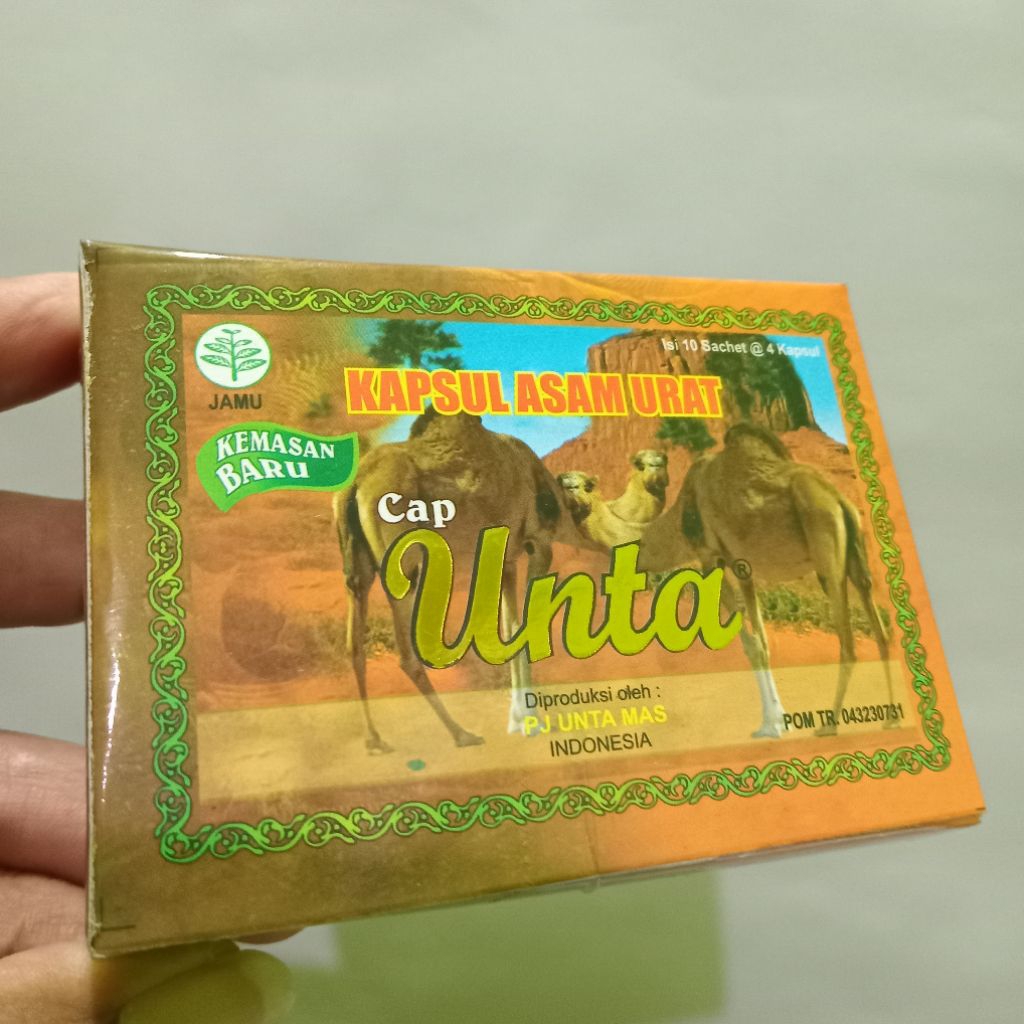 Isi 10 Sachet @ 4 Kapsul
JAMU
KAPSUL ASAM URAT
KEMASAN
BARU
Cap
Unta®
Diproduksi oleh :
PJ UNTA MAS
INDONESIA
POM TR. 043230731